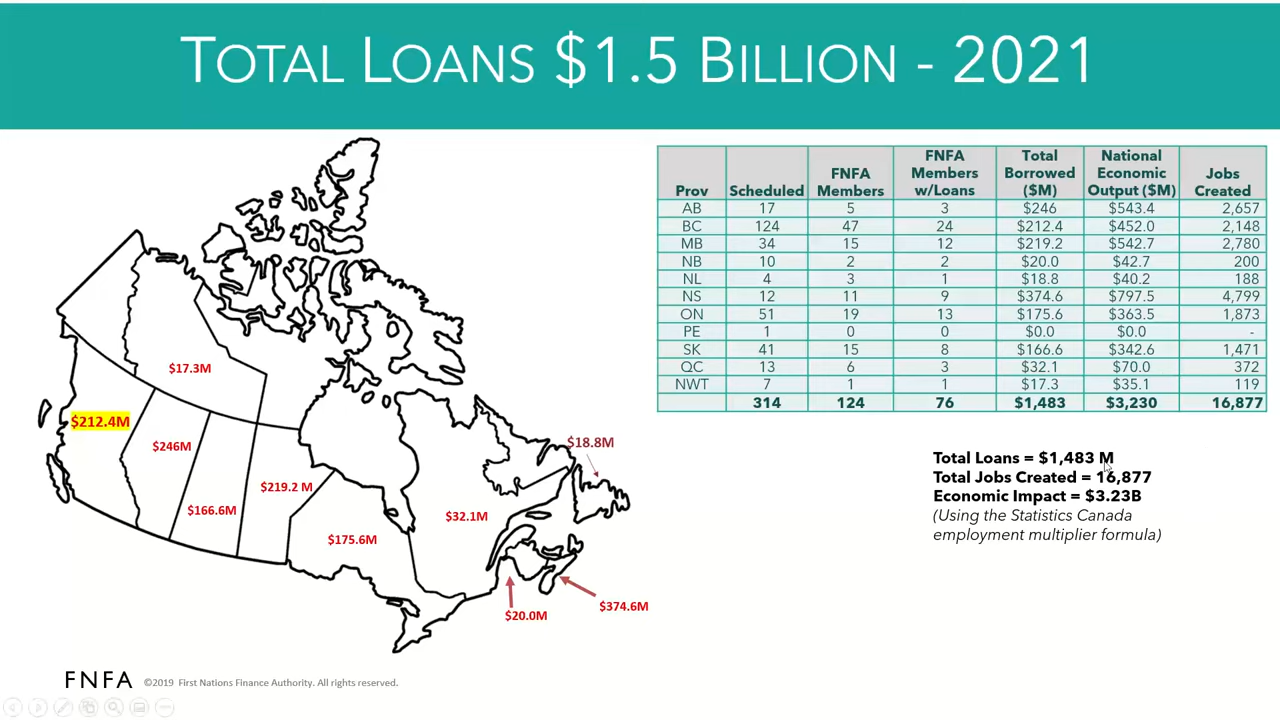 TOTAL LOANS $1.5 BILLION - 2021
Prov Scheduled FNFA Members FNFA Members w/Loans Total Borrowed ($M) National Economic Output ($M) Jobs Created
AB 17 5 3 $246 $543.4 2,657
BC 124 47 24 $212.4 $452.0 2,148
MB 34 15 12 $219.2 $542.7 2,780
NB 10 2 2 $20.0 $42.7 200
NL 4 3 1 $18.8 $40.2 188
NS 12 11 9 $374.6 $797.5 4,799
ON 51 19 13 $175.6 $363.5 1,873
PE 1 0 0 $0.0 $0.0 -
SK 41 15 8 $166.6 $342.6 1,471
QC 13 6 3 $32.1 $70.0 372
NWT 7 1 1 $17.3 $35.1 119
314 124 76 $1,483 $3,230 16,877
$17.3M
$212.4M
$246M
$18.8M
$219.2 M
$166.6M
$32.1M
$175.6M
$374.6M
$20.0M
Total Loans = $1,483 M
Total Jobs Created = 16,877
Economic Impact = $3.23B
(Using the Statistics Canada
employment multiplier formula)
FNFA ©2019 First Nations Finance Authority. All rights reserved.